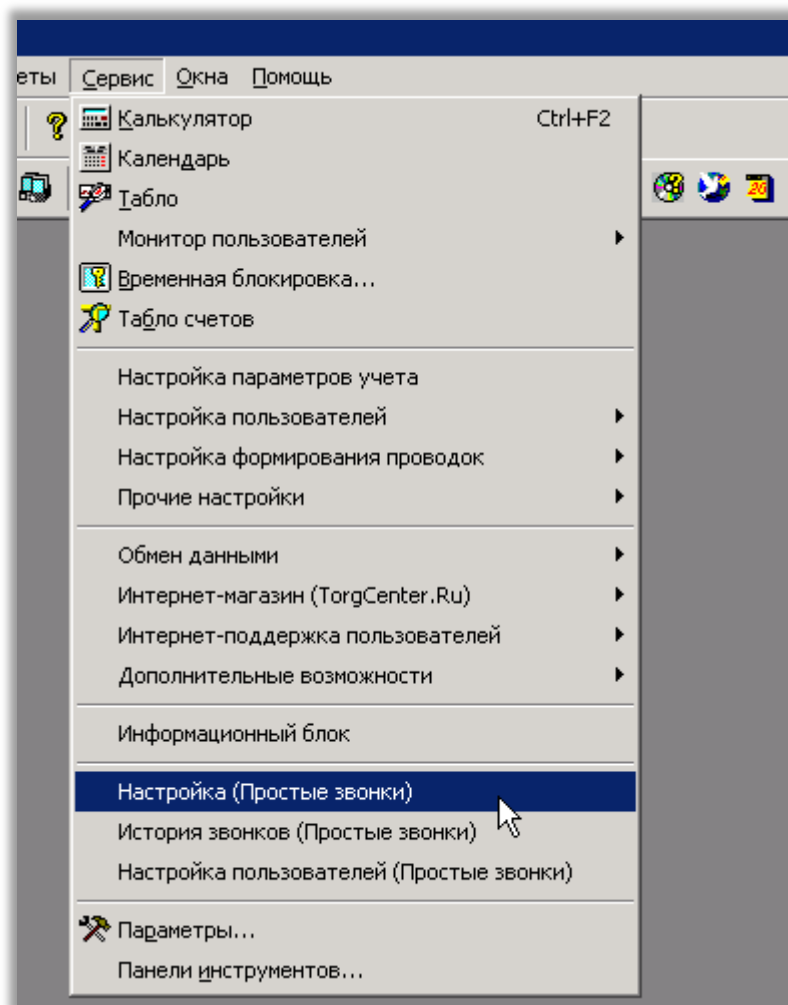 еты Сервис Окна Помощь
Калькулятор Ctrl+F2
Календарь
Табло
Монитор пользователей
Временная блокировка...
Табло счетов
Настройка параметров учета
Настройка пользователей
Настройка формирования проводок
Прочие настройки
Обмен данными
Интернет-магазин (TorgCenter.Ru)
Интернет-поддержка пользователей
Дополнительные возможности
Информационный блок
Настройка (Простые звонки)
История звонков (Простые звонки)
Настройка пользователей (Простые звонки)
Параметры...
Панели инструментов...